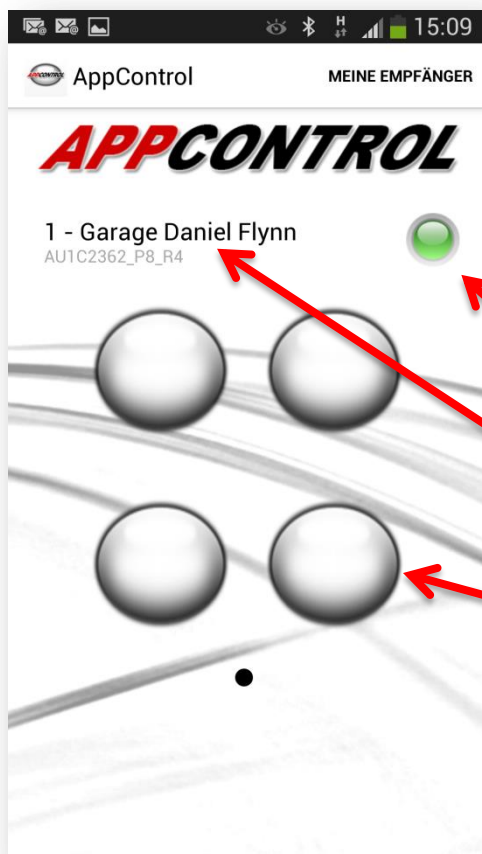 H 15:09
AppControl MEINE EMPFÄNGER
APPCONTROL
1 - Garage Daniel Flynn
AU1C2362_P8_R4